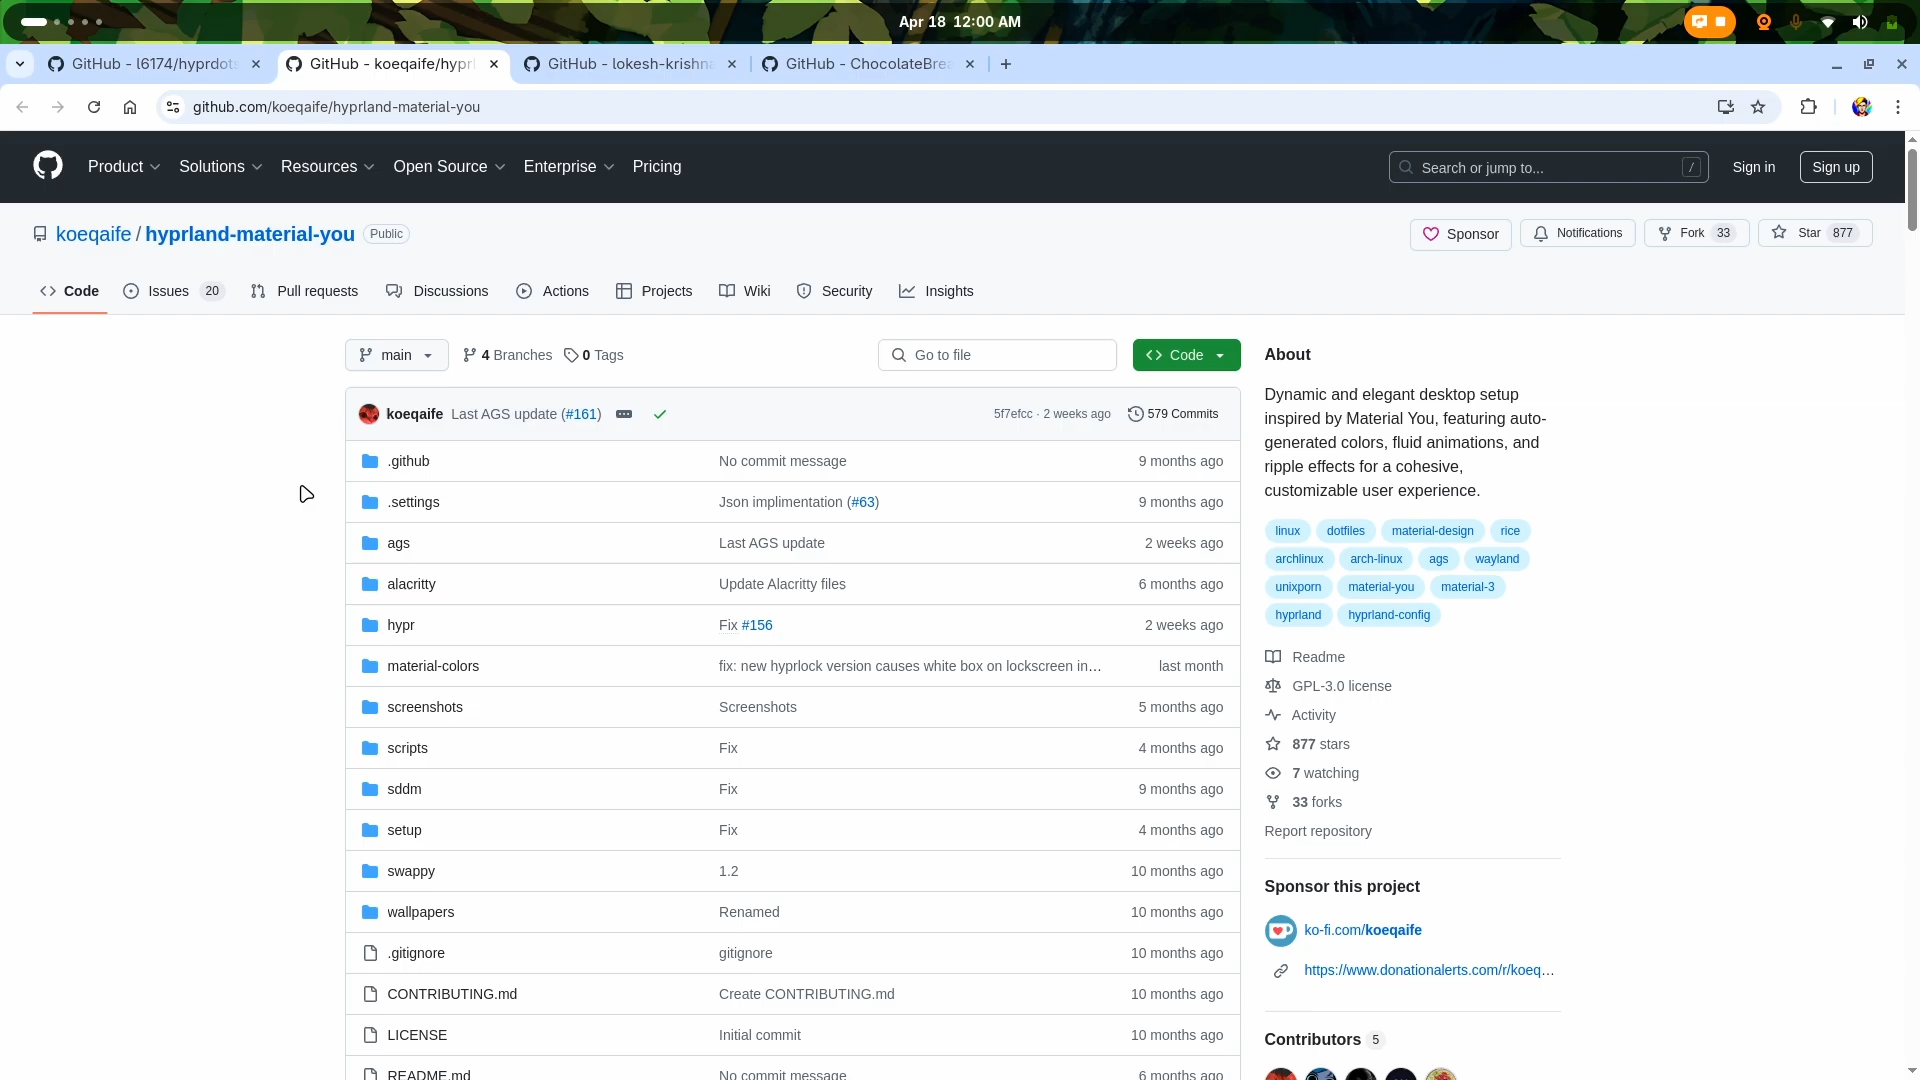 Apr 18 12:00 AM
GitHub - l6174/hyprdots
GitHub - koeqaife/hyprl
GitHub - lokesh-krishna
GitHub - ChocolateBrea
github.com/koeqaife/hyprland-material-you
Product
Solutions
Resources
Open Source
Enterprise
Pricing
Search or jump to...
/
Sign in
Sign up
koeqaife / hyprland-material-you Public
Sponsor
Notifications
Fork 33
Star 877
Code
Issues 20
Pull requests
Discussions
Actions
Projects
Wiki
Security
Insights
main
4 Branches
0 Tags
Go to file
Code
koeqaife Last AGS update (#161)
5f7efcc · 2 weeks ago
579 Commits
.github No commit message 9 months ago
.settings Json implimentation (#63) 9 months ago
ags Last AGS update 2 weeks ago
alacritty Update Alacritty files 6 months ago
hypr Fix #156 2 weeks ago
material-colors fix: new hyprlock version causes white box on lockscreen in… last month
screenshots Screenshots 5 months ago
scripts Fix 4 months ago
sddm Fix 9 months ago
setup Fix 4 months ago
swappy 1.2 10 months ago
wallpapers Renamed 10 months ago
.gitignore gitignore 10 months ago
CONTRIBUTING.md Create CONTRIBUTING.md 10 months ago
LICENSE Initial commit 10 months ago
README.md No commit message 6 months ago
About
Dynamic and elegant desktop setup
inspired by Material You, featuring auto-
generated colors, fluid animations, and
ripple effects for a cohesive,
customizable user experience.
linux dotfiles material-design rice
archlinux arch-linux ags wayland
unixporn material-you material-3
hyprland hyprland-config
Readme
GPL-3.0 license
Activity
877 stars
7 watching
33 forks
Report repository
Sponsor this project
ko-fi.com/koeqaife
https://www.donationalerts.com/r/koeq…
Contributors 5